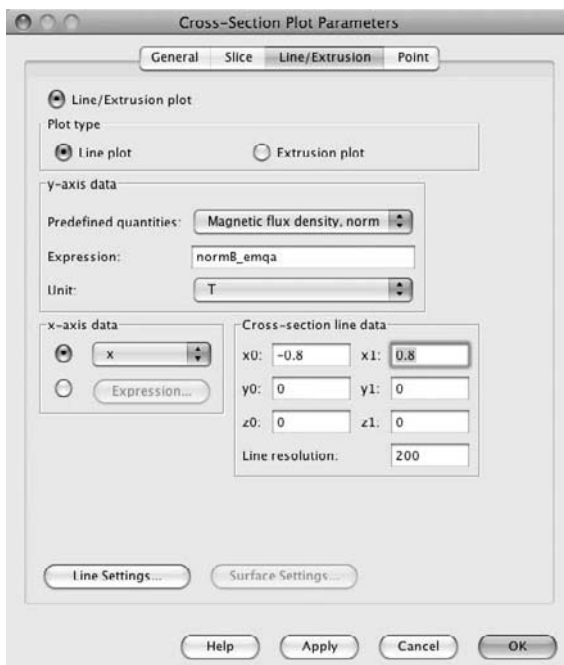 Cross-Section Plot Parameters
General Slice Line/Extrusion Point
Line/Extrusion plot
Plot type
Line plot Extrusion plot
y-axis data
Predefined quantities: Magnetic flux density, norm
Expression: normB_emqa
Unit: T
x-axis data
x
Expression...
Cross-section line data
x0: -0.8 x1: 0.8
y0: 0 y1: 0
z0: 0 z1: 0
Line resolution: 200
Line Settings... Surface Settings...
Help Apply Cancel OK